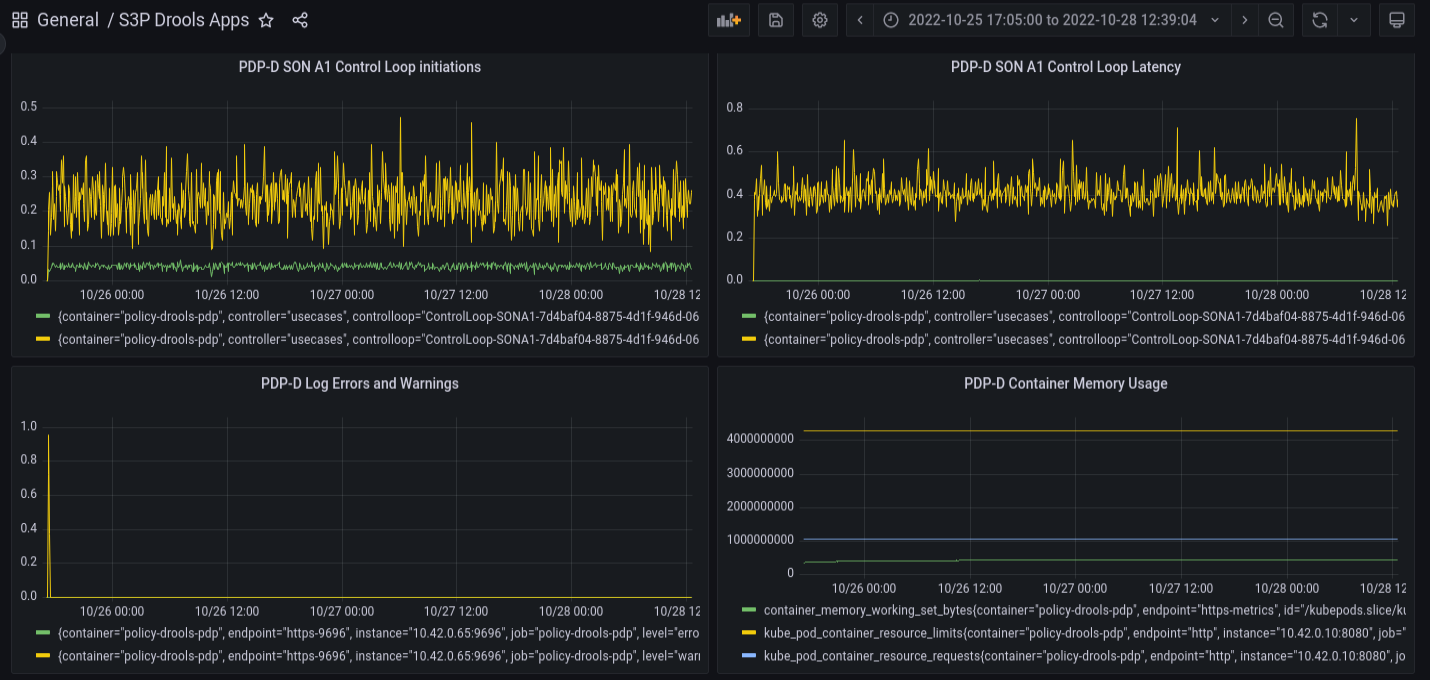 General / S3P Drools Apps
2022-10-25 17:05:00 to 2022-10-28 12:39:04
PDP-D SON A1 Control Loop initiations
0.5
0.4
0.3
0.2
0.1
0.0
10/26 00:00 10/26 12:00 10/27 00:00 10/27 12:00 10/28 00:00 10/28 12
{container="policy-drools-pdp", controller="usecases", controlloop="ControlLoop-SONA1-7d4baf04-8875-4d1f-946d-06
{container="policy-drools-pdp", controller="usecases", controlloop="ControlLoop-SONA1-7d4baf04-8875-4d1f-946d-06
PDP-D SON A1 Control Loop Latency
0.8
0.6
0.4
0.2
0.0
10/26 00:00 10/26 12:00 10/27 00:00 10/27 12:00 10/28 00:00 10/28 12
{container="policy-drools-pdp", controller="usecases", controlloop="ControlLoop-SONA1-7d4baf04-8875-4d1f-946d-06
{container="policy-drools-pdp", controller="usecases", controlloop="ControlLoop-SONA1-7d4baf04-8875-4d1f-946d-06
PDP-D Log Errors and Warnings
1.0
0.8
0.6
0.4
0.2
0.0
10/26 00:00 10/26 12:00 10/27 00:00 10/27 12:00 10/28 00:00 10/28 12
{container="policy-drools-pdp", endpoint="https-9696", instance="10.42.0.65:9696", job="policy-drools-pdp", level="erro
{container="policy-drools-pdp", endpoint="https-9696", instance="10.42.0.65:9696", job="policy-drools-pdp", level="warı
PDP-D Container Memory Usage
4000000000
3000000000
2000000000
1000000000
0
10/26 00:00 10/26 12:00 10/27 00:00 10/27 12:00 10/28 00:00 10/28 12
container_memory_working_set_bytes{container="policy-drools-pdp", endpoint="https-metrics", id="/kubepods.slice/ku
kube_pod_container_resource_limits{container="policy-drools-pdp", endpoint="http", instance="10.42.0.10:8080", job="
kube_pod_container_resource_requests{container="policy-drools-pdp", endpoint="http", instance="10.42.0.10:8080", jo